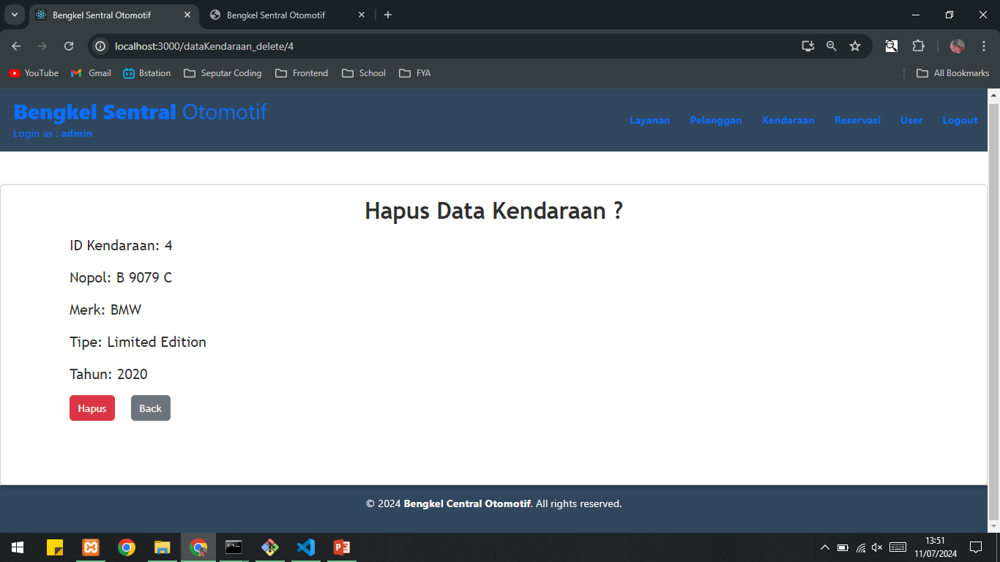 Bengkel Sentral Otomotif
Bengkel Sentral Otomotif
localhost:3000/dataKendaraan_delete/4
YouTube Gmail Bstation Seputar Coding Frontend School FYA All Bookmarks
Bengkel Sentral Otomotif
Login as : admin
Layanan Pelanggan Kendaraan Reservasi User Logout
Hapus Data Kendaraan ?
ID Kendaraan: 4
Nopol: B 9079 C
Merk: BMW
Tipe: Limited Edition
Tahun: 2020
Hapus Back
© 2024 Bengkel Central Otomotif. All rights reserved.
13:51
11/07/2024